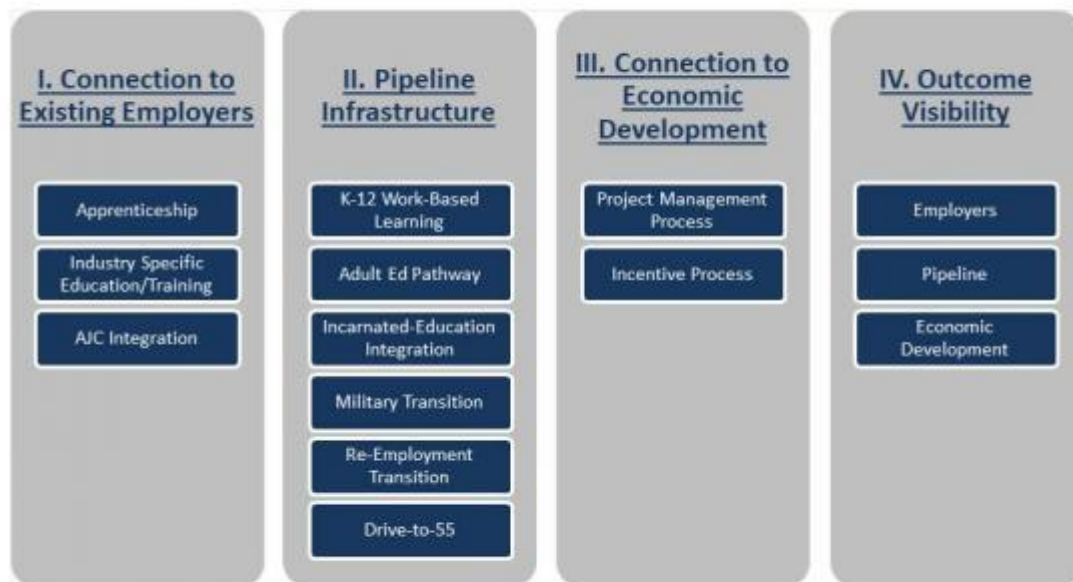 I. Connection to
Existing Employers
Apprenticeship
Industry Specific
Education/Training
AJC Integration
II. Pipeline
Infrastructure
K-12 Work-Based
Learning
Adult Ed Pathway
Incarnated-Education
Integration
Military Transition
Re-Employment
Transition
Drive-to-55
III. Connection to
Economic
Development
Project Management
Process
Incentive Process
IV. Outcome
Visibility
Employers
Pipeline
Economic
Development